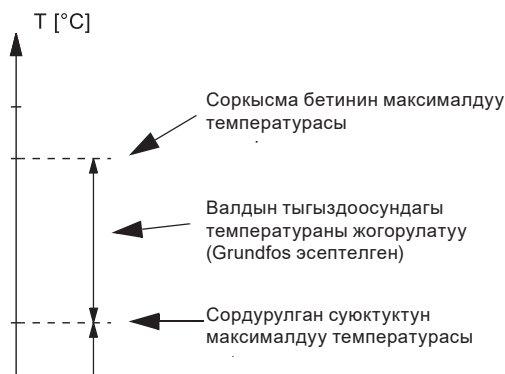 T [°C]
Соркысма бетинин максималдуу
температурасы
Валдын тыгыздоосундагы
температураны жогорулатуу
(Grundfos эсептелген)
Сордурулган суюктуктун
максималдуу температурасы